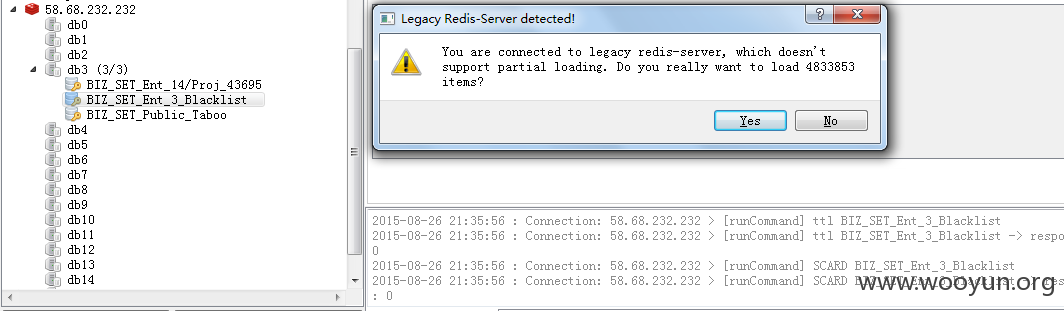 58.68.232.232
db0
db1
db2
db3 (3/3)
BIZ_SET_Ent_14/Proj_43695
BIZ_SET_Ent_3_Blacklist
BIZ_SET_Public_Taboo
db4
db5
db6
db7
db8
db9
db10
db11
db12
db13
db14
Legacy Redis-Server detected!
You are connected to legacy redis-server, which doesn't
support partial loading. Do you really want to load 4833853
items?
Yes
No
2015-08-26 21:35:56 : Connection: 58.68.232.232 > [runCommand] ttl BIZ_SET_Ent_3_Blacklist
2015-08-26 21:35:56 : Connection: 58.68.232.232 > [runCommand] ttl BIZ_SET_Ent_3_Blacklist -> respo
0
2015-08-26 21:35:56 : Connection: 58.68.232.232 > [runCommand] SCARD BIZ_SET_Ent_3_Blacklist
2015-08-26 21:35:56 : Connection: 58.68.232.232 > [runCommand] SCARD BIZ_SET_Ent_3_Blacklist -> res
: 0
www.wooyun.org